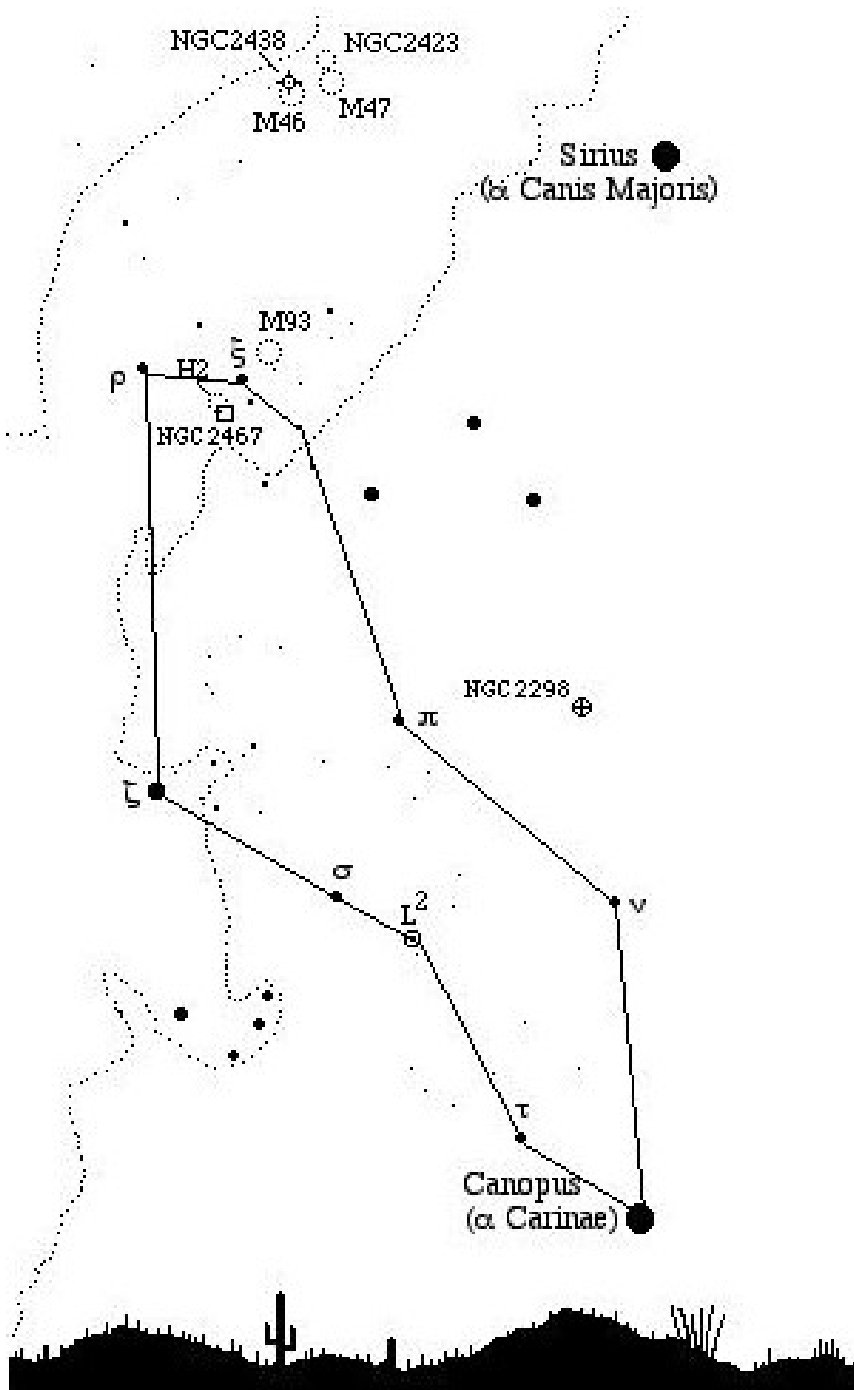 NGC2438
NGC2423
M46
M47
Sirius
(α Canis Majoris)
M93
ξ
H2
ρ
NGC2467
NGC2298
π
ζ
σ
L2
ν
τ
Canopus
(α Carinae)